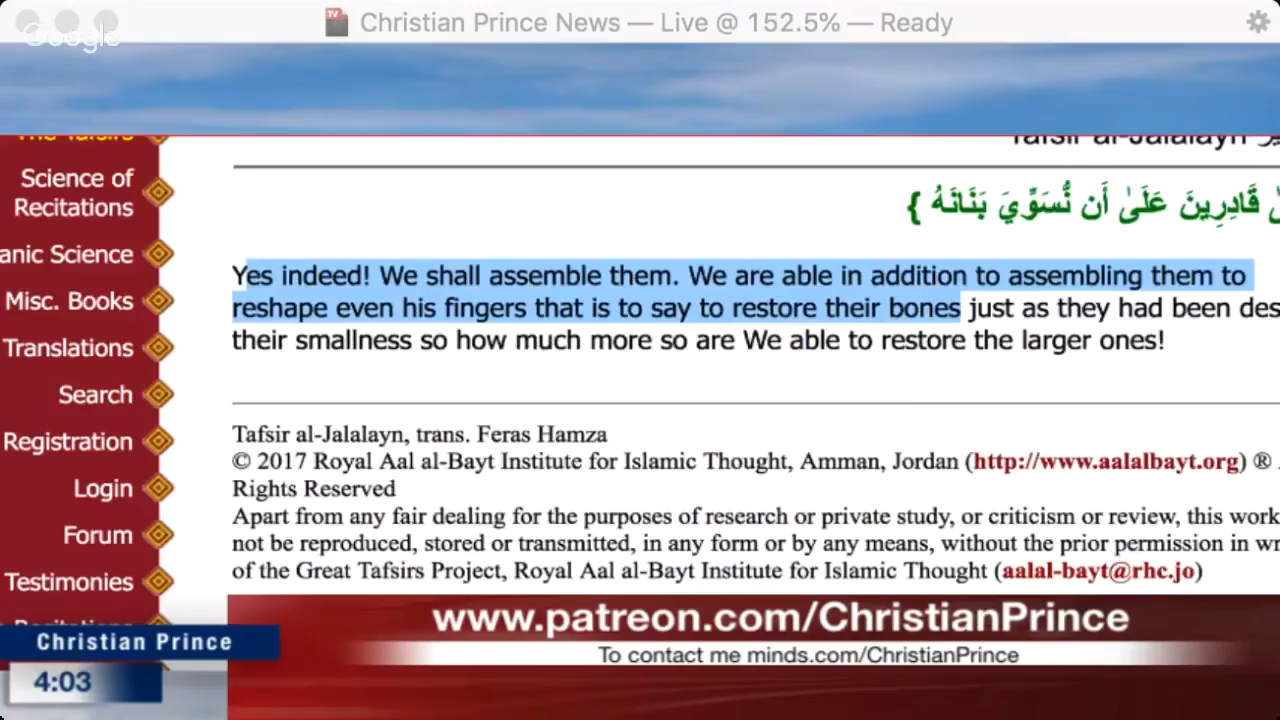 Christian Prince News — Live @ 152.5% — Ready
Google
TV
The Tafsirs
Tafsir al-Jalalayn
Science of
Recitations
قَادِرِينَ عَلَىٰ أَن نُّسَوِّيَ بَنَانَهُ }
anic Science
Yes indeed! We shall assemble them. We are able in addition to assembling them to
reshape even his fingers that is to say to restore their bones just as they had been des
their smallness so how much more so are We able to restore the larger ones!
Misc. Books
Translations
Search
Registration
Login
Forum
Testimonies
Recitations
Tafsir al-Jalalayn, trans. Feras Hamza
© 2017 Royal Aal al-Bayt Institute for Islamic Thought, Amman, Jordan (http://www.aalalbayt.org) ®
Rights Reserved
Apart from any fair dealing for the purposes of research or private study, or criticism or review, this work
not be reproduced, stored or transmitted, in any form or by any means, without the prior permission in wr
of the Great Tafsirs Project, Royal Aal al-Bayt Institute for Islamic Thought (aalal-bayt@rhc.jo)
www.patreon.com/ChristianPrince
To contact me minds.com/ChristianPrince
Christian Prince
4:03